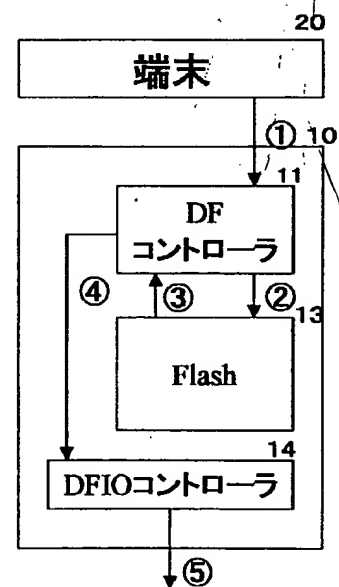 20
端末
① 10
11
DF
コントローラ
④ ③ ②
13
Flash
14
DFIOコントローラ
⑤